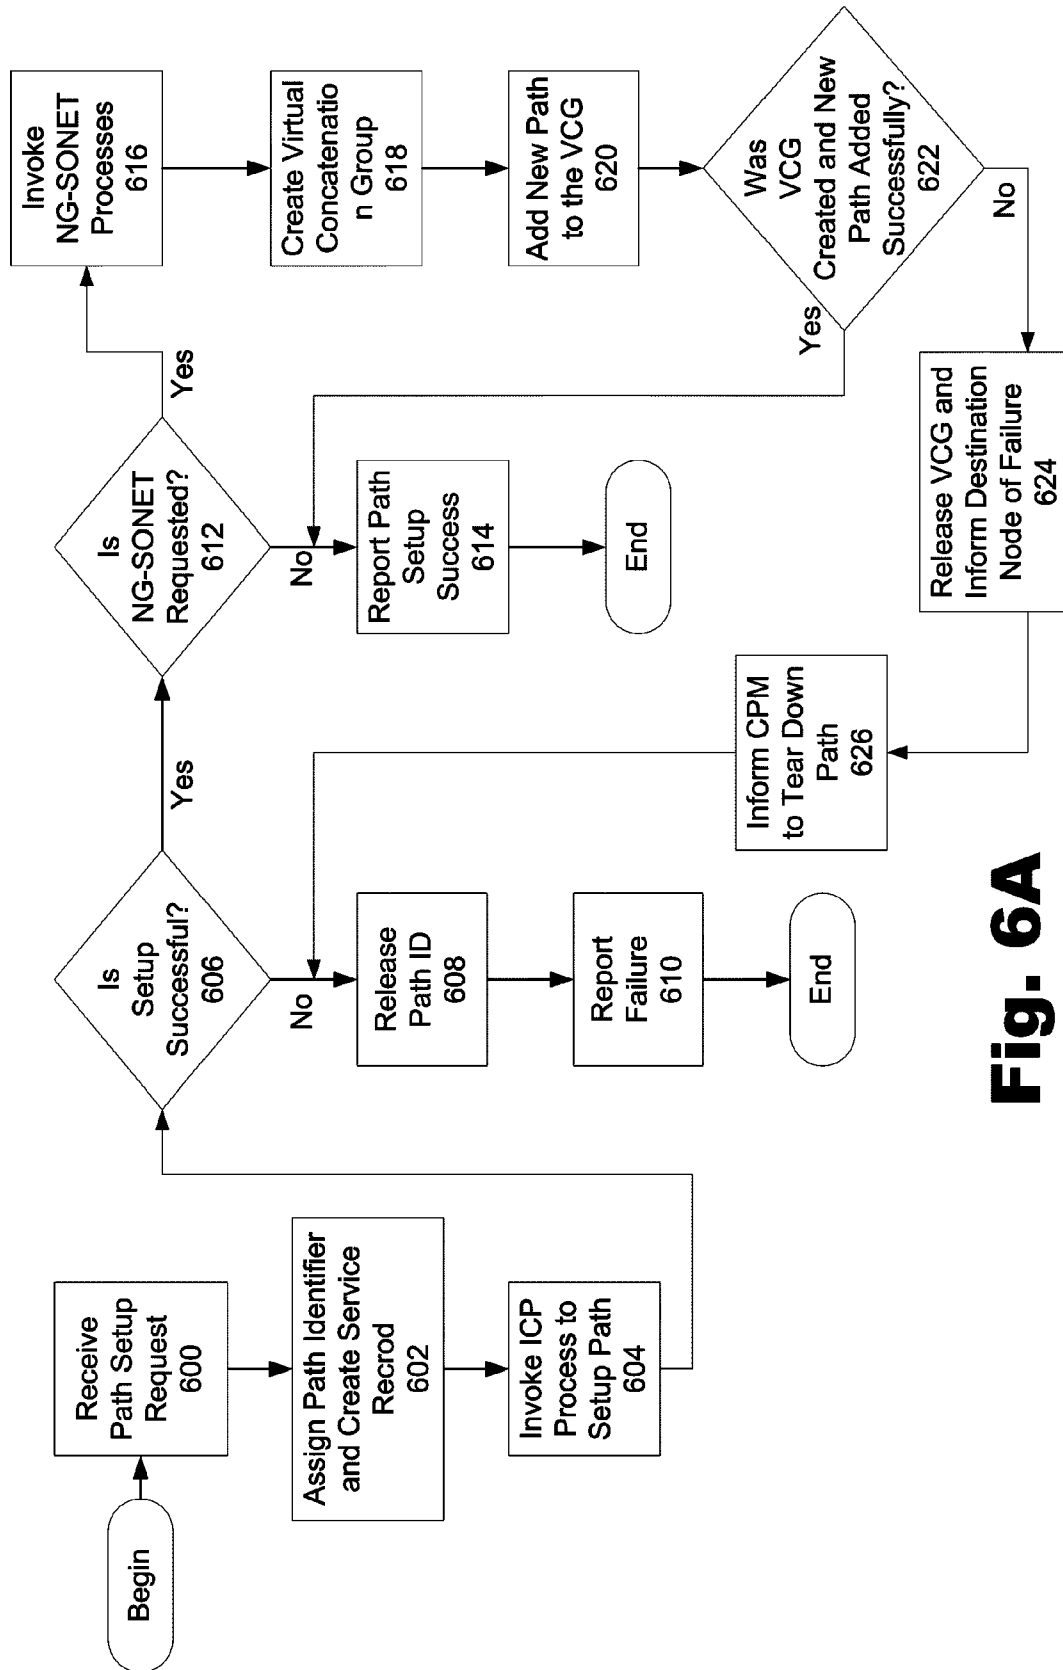 Begin
Receive
Path Setup
Request
600
Assign Path Identifier
and Create Service
Recrod
602
Invoke ICP
Process to
Setup Path
604
Is
Setup
Successful?
606
Yes
No
Release
Path ID
608
Report
Failure
610
End
Is
NG-SONET
Requested?
612
Yes
No
Report Path
Setup
Success
614
End
Invoke
NG-SONET
Processes
616
Create Virtual
Concatenatio
n Group
618
Add New Path
to the VCG
620
Was
VCG
Created and New
Path Added
Successfully?
622
Yes
No
Release VCG and
Inform Destination
Node of Failure
624
Inform CPM
to Tear Down
Path
626
Fig. 6A